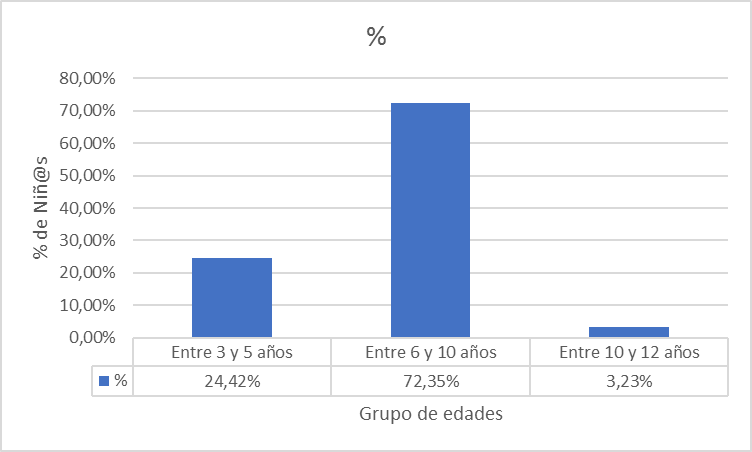 %
80,00%
70,00%
60,00%
50,00%
40,00%
30,00%
20,00%
10,00%
0,00%
% de Niñ@s
Entre 3 y 5 años Entre 6 y 10 años Entre 10 y 12 años
% 24,42% 72,35% 3,23%
Grupo de edades